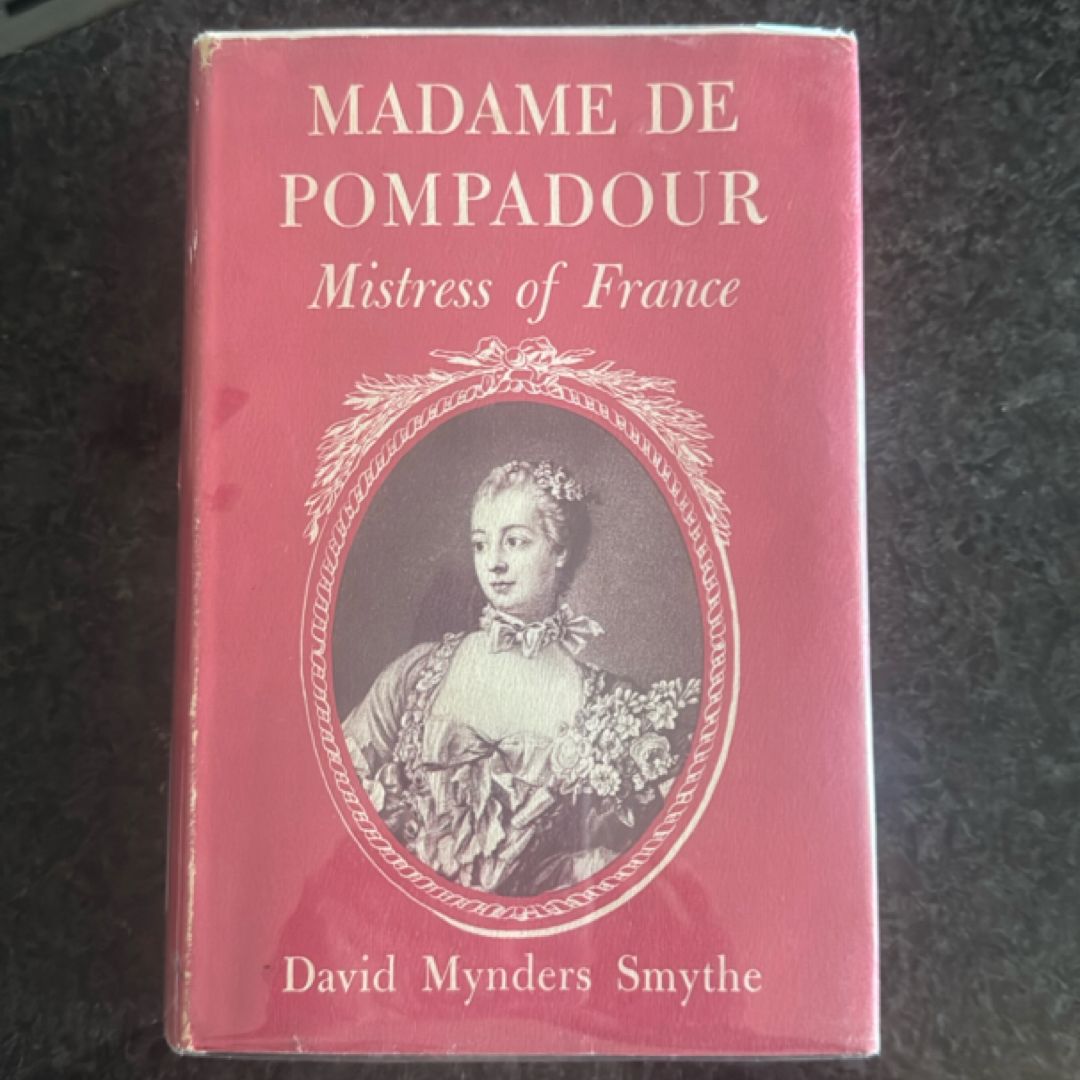 MADAME DE
POMPADOUR
Mistress of France
David Mynders Smythe